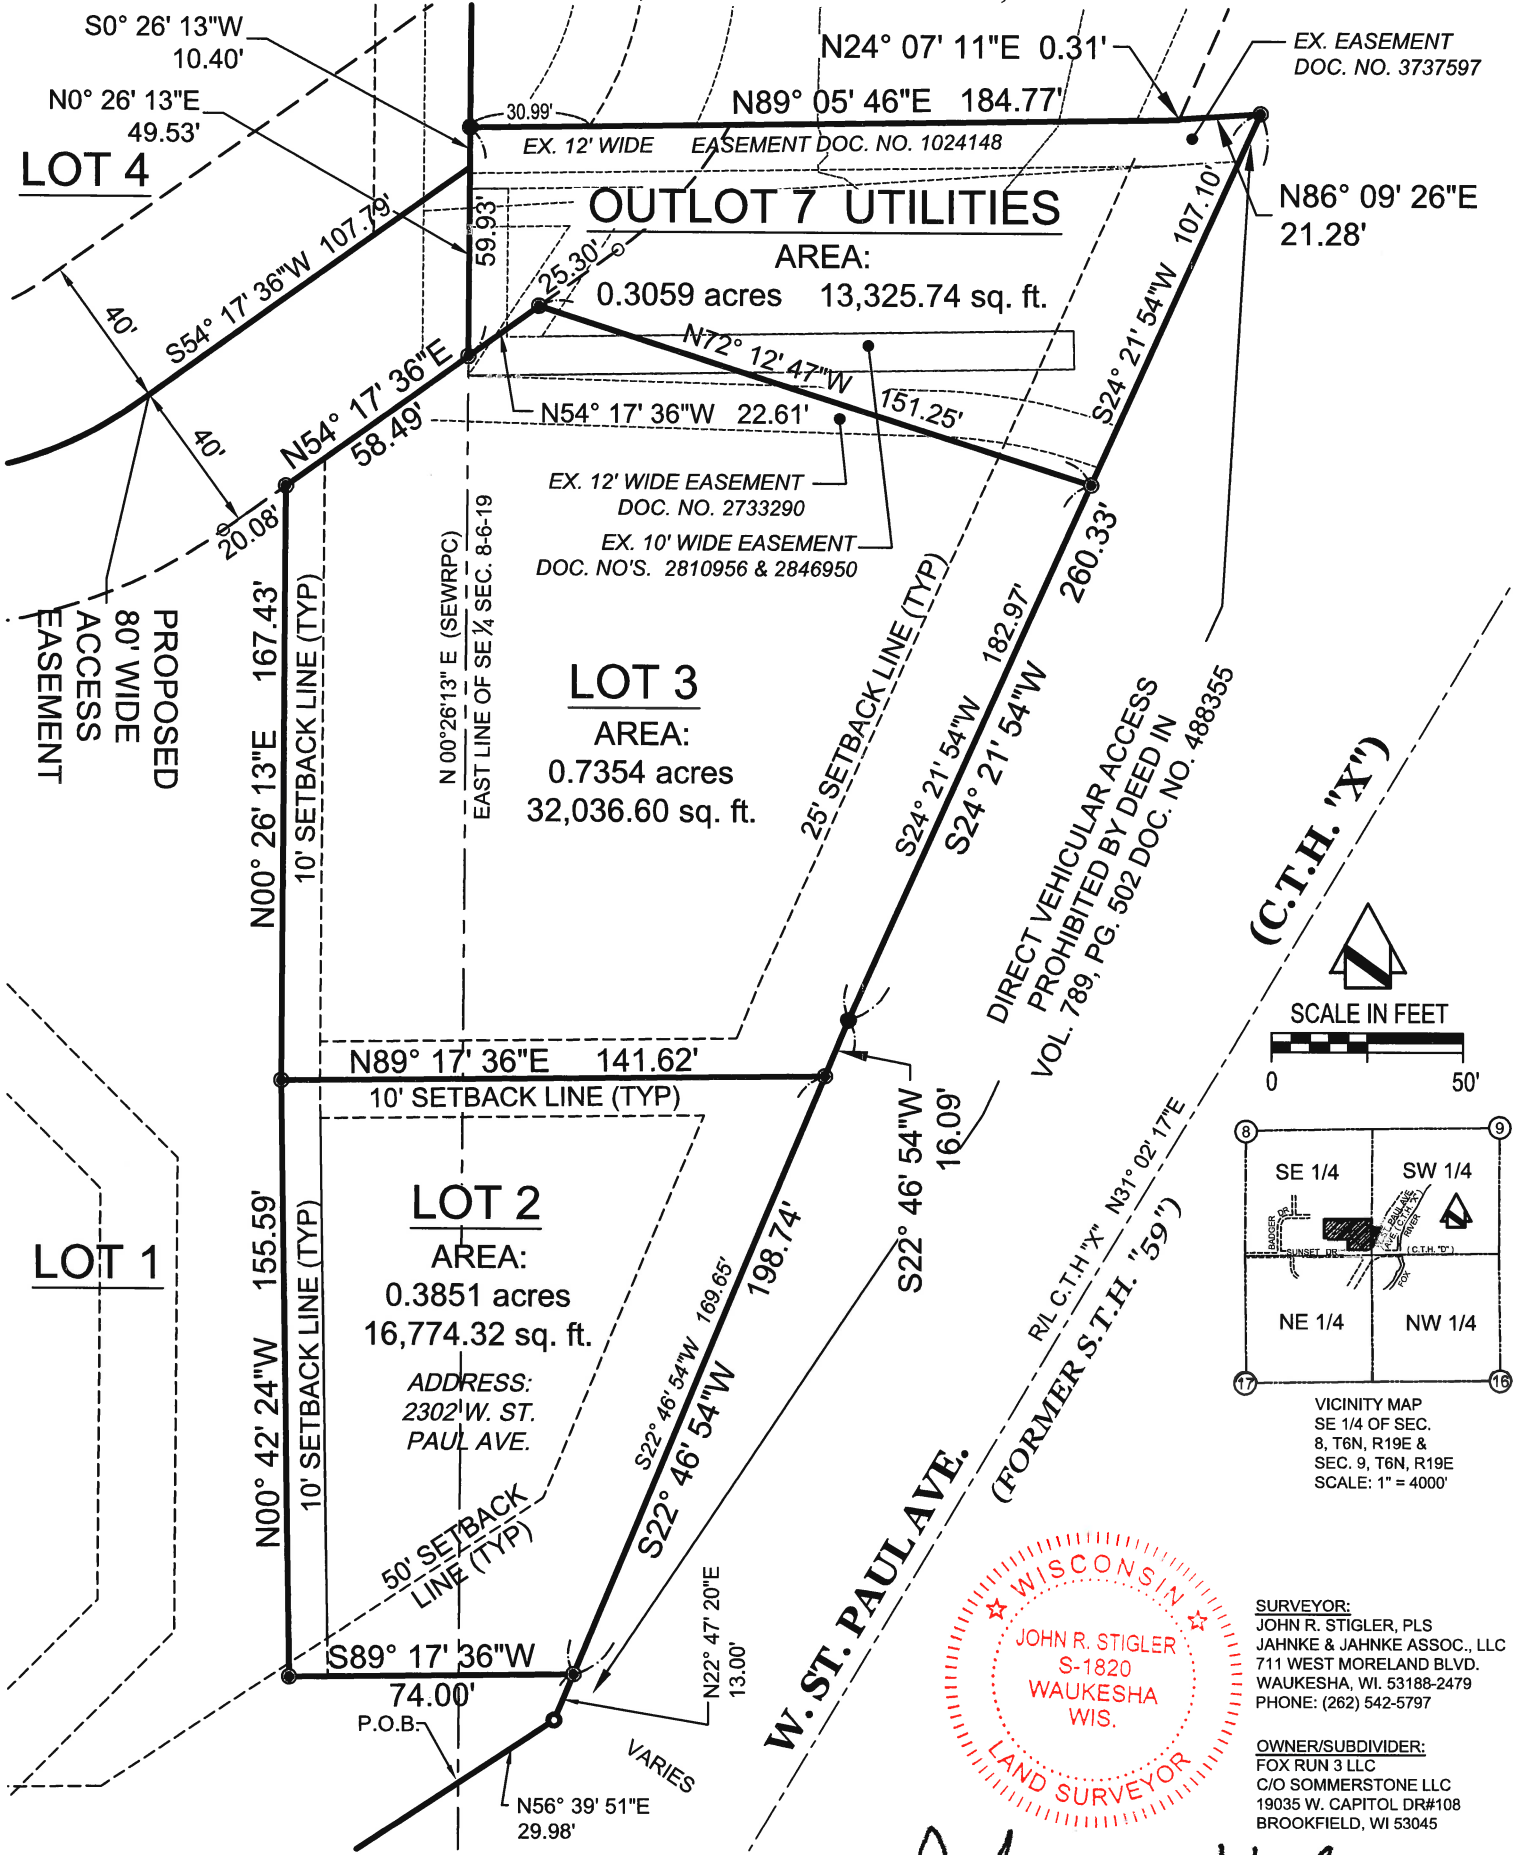 S0° 26' 13"W
10.40'
N0° 26' 13"E
49.53'
LOT 4
30.99'
N24° 07' 11"E 0.31'
N89° 05' 46"E 184.77'
EX. EASEMENT
DOC. NO. 3737597
EX. 12' WIDE EASEMENT DOC. NO. 1024148
N86° 09' 26"E
21.28'
S54° 17' 36"W 107.79'
40'
40'
59.93'
25.30'
OUTLOT 7 UTILITIES
AREA:
0.3059 acres 13,325.74 sq. ft.
S24° 21' 54"W 107.10'
N72° 12' 47"W 151.25'
N54° 17' 36"E
58.49'
N54° 17' 36"W 22.61'
20.08'
EX. 12' WIDE EASEMENT
DOC. NO. 2733290
EX. 10' WIDE EASEMENT
DOC. NO'S. 2810956 & 2846950
PROPOSED
80' WIDE
ACCESS
EASEMENT
N00° 26' 13"E 167.43'
10' SETBACK LINE (TYP)
N 00°26'13" E (SEWRPC)
EAST LINE OF SE ¼ SEC. 8-6-19
LOT 3
AREA:
0.7354 acres
32,036.60 sq. ft.
25' SETBACK LINE (TYP)
S24° 21' 54"W 182.97'
S24° 21' 54"W 260.33'
DIRECT VEHICULAR ACCESS
PROHIBITED BY DEED IN
VOL. 789, PG. 502 DOC. NO. 488355
(C.T.H. "X")
SCALE IN FEET
0 50'
N89° 17' 36"E 141.62'
10' SETBACK LINE (TYP)
S22° 46' 54"W
16.09'
LOT 1
N00° 42' 24"W 155.59'
10' SETBACK LINE (TYP)
LOT 2
AREA:
0.3851 acres
16,774.32 sq. ft.
ADDRESS:
2302 W. ST.
PAUL AVE.
S22° 46' 54"W 169.65'
S22° 46' 54"W 198.74'
R/L C.T.H "X" N31° 02' 17"E
(FORMER S.T.H. "59")
W. ST. PAUL AVE.
50' SETBACK
LINE (TYP)
S89° 17' 36"W
74.00'
P.O.B.
N22° 47' 20"E
13.00'
VARIES
N56° 39' 51"E
29.98'
8 9
SE 1/4 SW 1/4
BADGER DR
SUNSET DR
W.ST. PAUL AVE
AVE. (C.T.H. "X")
RIVER
(C.T.H. "D")
FOX
NE 1/4 NW 1/4
17 16
VICINITY MAP
SE 1/4 OF SEC.
8, T6N, R19E &
SEC. 9, T6N, R19E
SCALE: 1" = 4000'
WISCONSIN
JOHN R. STIGLER
S-1820
WAUKESHA
WIS.
LAND SURVEYOR
SURVEYOR:
JOHN R. STIGLER, PLS
JAHNKE & JAHNKE ASSOC., LLC
711 WEST MORELAND BLVD.
WAUKESHA, WI. 53188-2479
PHONE: (262) 542-5797
OWNER/SUBDIVIDER:
FOX RUN 3 LLC
C/O SOMMERSTONE LLC
19035 W. CAPITOL DR#108
BROOKFIELD, WI 53045